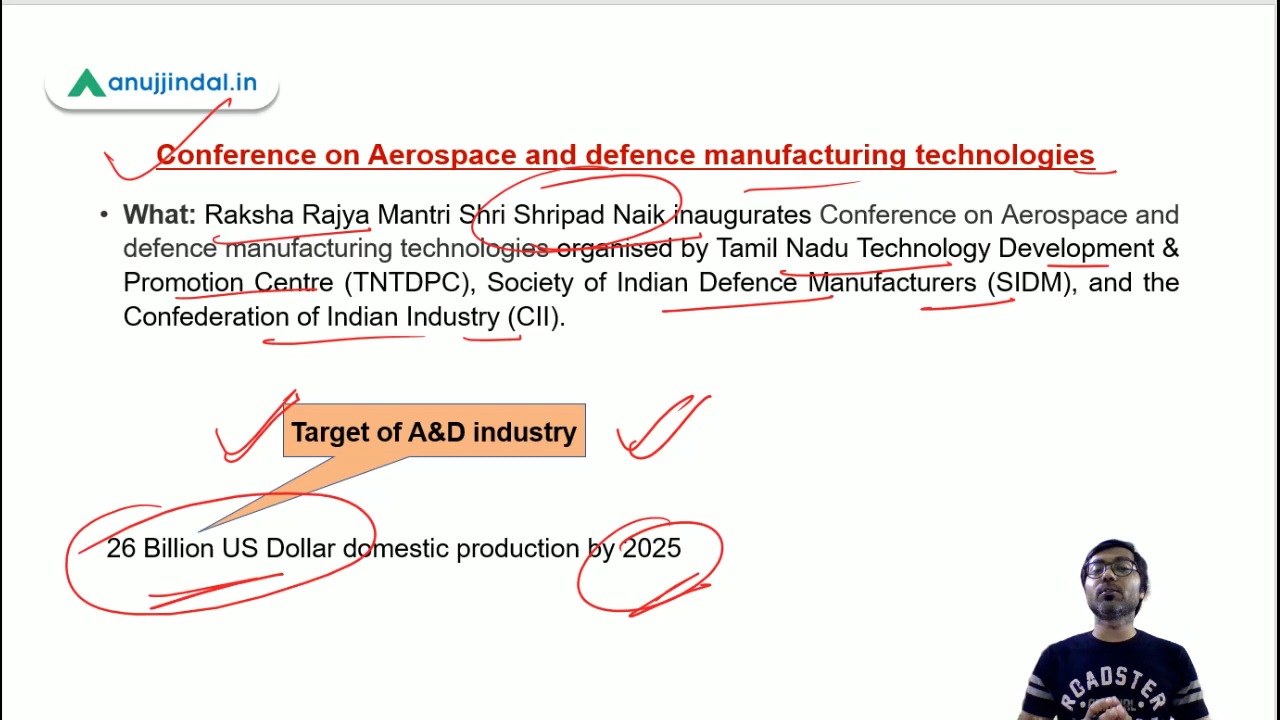 anujjindal.in
Conference on Aerospace and defence manufacturing technologies
• What: Raksha Rajya Mantri Shri Shripad Naik inaugurates Conference on Aerospace and
defence manufacturing technologies organised by Tamil Nadu Technology Development &
Promotion Centre (TNTDPC), Society of Indian Defence Manufacturers (SIDM), and the
Confederation of Indian Industry (CII).
Target of A&D industry
26 Billion US Dollar domestic production by 2025
ROADSTER